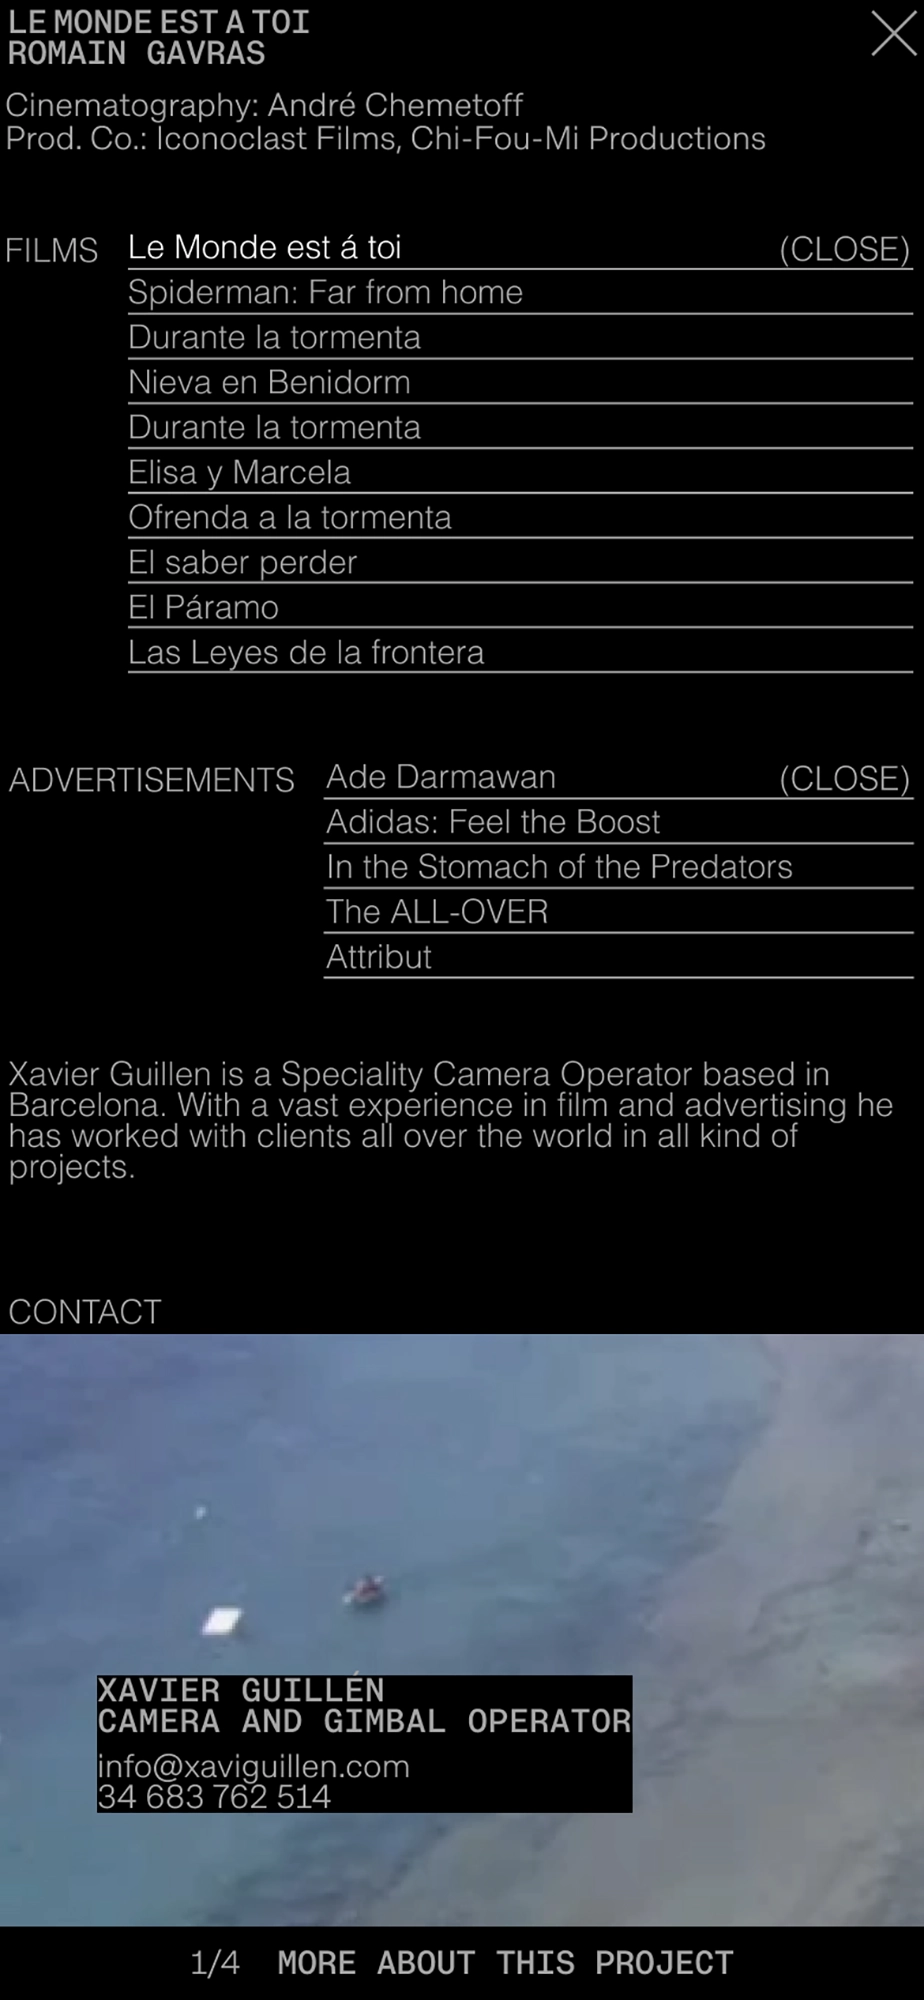 LE MONDE EST A TOI
ROMAIN GAVRAS
Cinematography: André Chemetoff
Prod. Co.: Iconoclast Films, Chi-Fou-Mi Productions
FILMS Le Monde est á toi (CLOSE)
Spiderman: Far from home
Durante la tormenta
Nieva en Benidorm
Durante la tormenta
Elisa y Marcela
Ofrenda a la tormenta
El saber perder
El Páramo
Las Leyes de la frontera
ADVERTISEMENTS Ade Darmawan (CLOSE)
Adidas: Feel the Boost
In the Stomach of the Predators
The ALL-OVER
Attribut
Xavier Guillen is a Speciality Camera Operator based in
Barcelona. With a vast experience in film and advertising he
has worked with clients all over the world in all kind of
projects.
CONTACT
XAVIER GUILLÉN
CAMERA AND GIMBAL OPERATOR
info@xaviguillen.com
34 683 762 514
1/4 MORE ABOUT THIS PROJECT